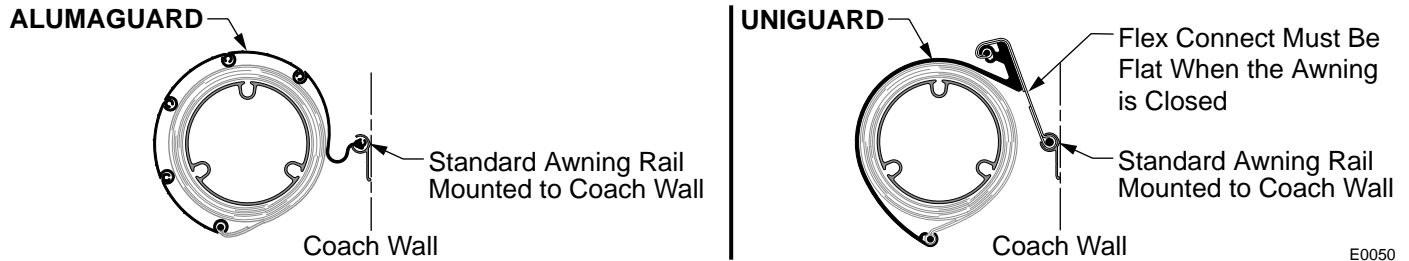 ALUMAGUARD
Standard Awning Rail
Mounted to Coach Wall
Coach Wall
UNIGUARD
Flex Connect Must Be
Flat When the Awning
is Closed
Standard Awning Rail
Mounted to Coach Wall
Coach Wall
E0050